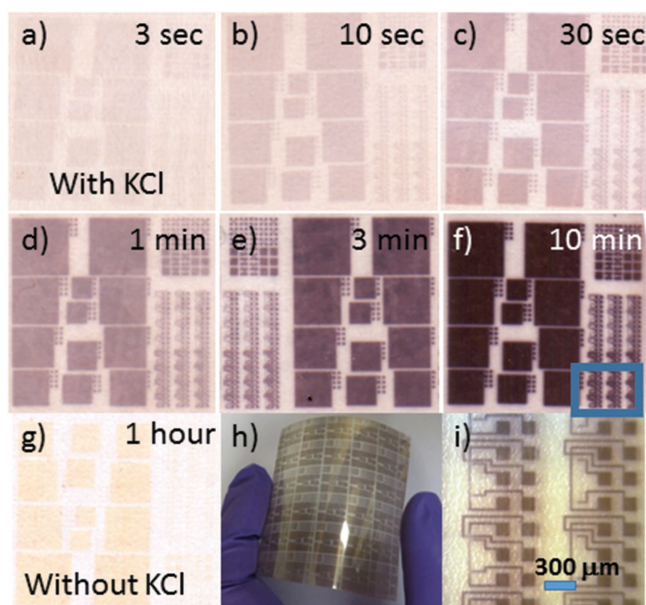 a) 3 sec
b) 10 sec
c) 30 sec
With KCl
d) 1 min
e) 3 min
f) 10 min
g) 1 hour
h)
i)
Without KCl
300 μm